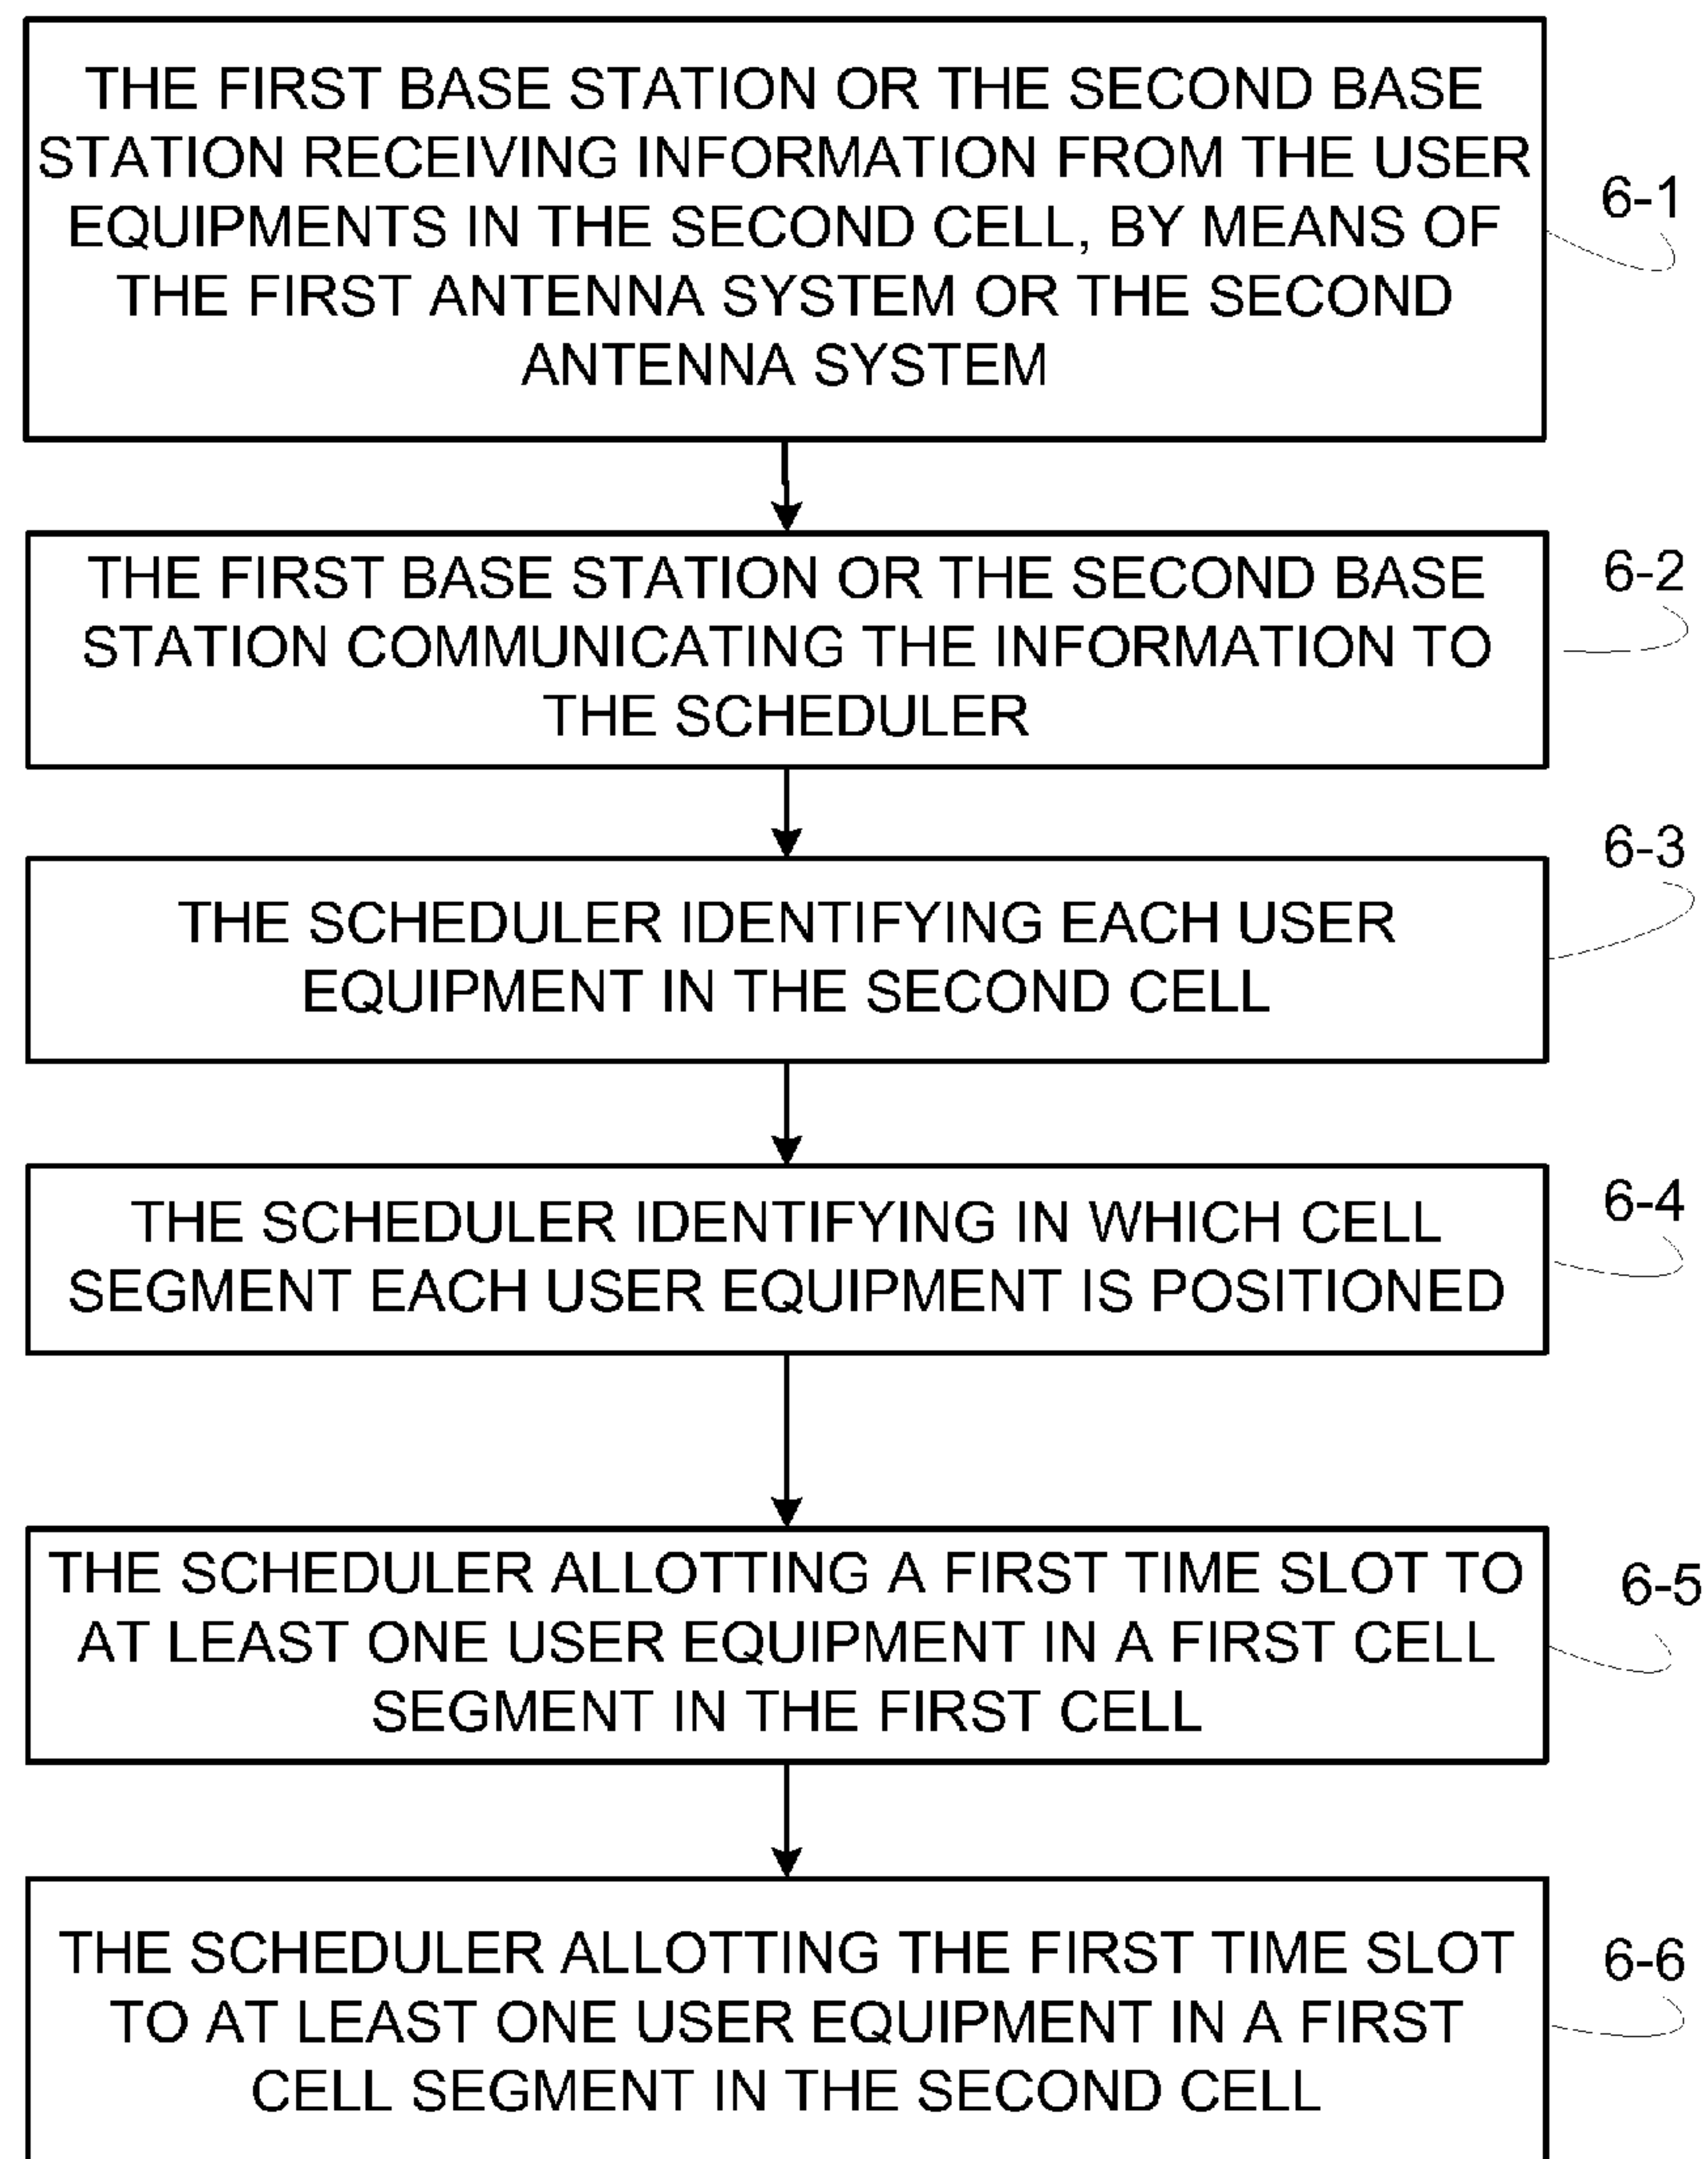 THE FIRST BASE STATION OR THE SECOND BASE
STATION RECEIVING INFORMATION FROM THE USER
EQUIPMENTS IN THE SECOND CELL, BY MEANS OF
THE FIRST ANTENNA SYSTEM OR THE SECOND
ANTENNA SYSTEM
6-1
THE FIRST BASE STATION OR THE SECOND BASE
STATION COMMUNICATING THE INFORMATION TO
THE SCHEDULER
6-2
THE SCHEDULER IDENTIFYING EACH USER
EQUIPMENT IN THE SECOND CELL
6-3
THE SCHEDULER IDENTIFYING IN WHICH CELL
SEGMENT EACH USER EQUIPMENT IS POSITIONED
6-4
THE SCHEDULER ALLOTTING A FIRST TIME SLOT TO
AT LEAST ONE USER EQUIPMENT IN A FIRST CELL
SEGMENT IN THE FIRST CELL
6-5
THE SCHEDULER ALLOTTING THE FIRST TIME SLOT
TO AT LEAST ONE USER EQUIPMENT IN A FIRST
CELL SEGMENT IN THE SECOND CELL
6-6